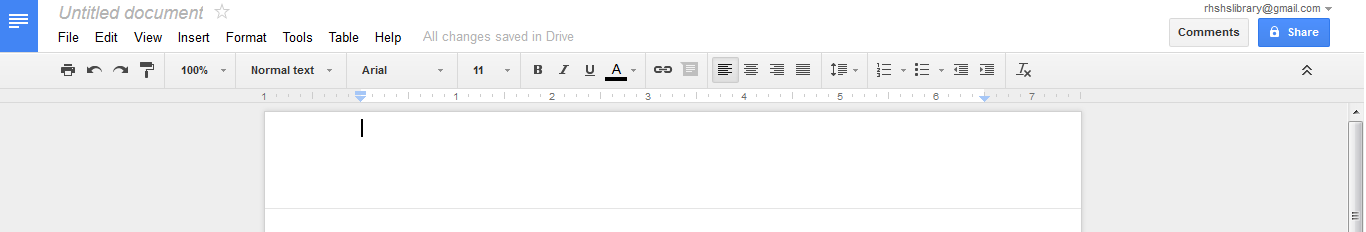 Untitled document
rhshslibrary@gmail.com
File Edit View Insert Format Tools Table Help All changes saved in Drive
Comments Share
100% Normal text Arial 11 B I U A
1 1 2 3 4 5 6 7